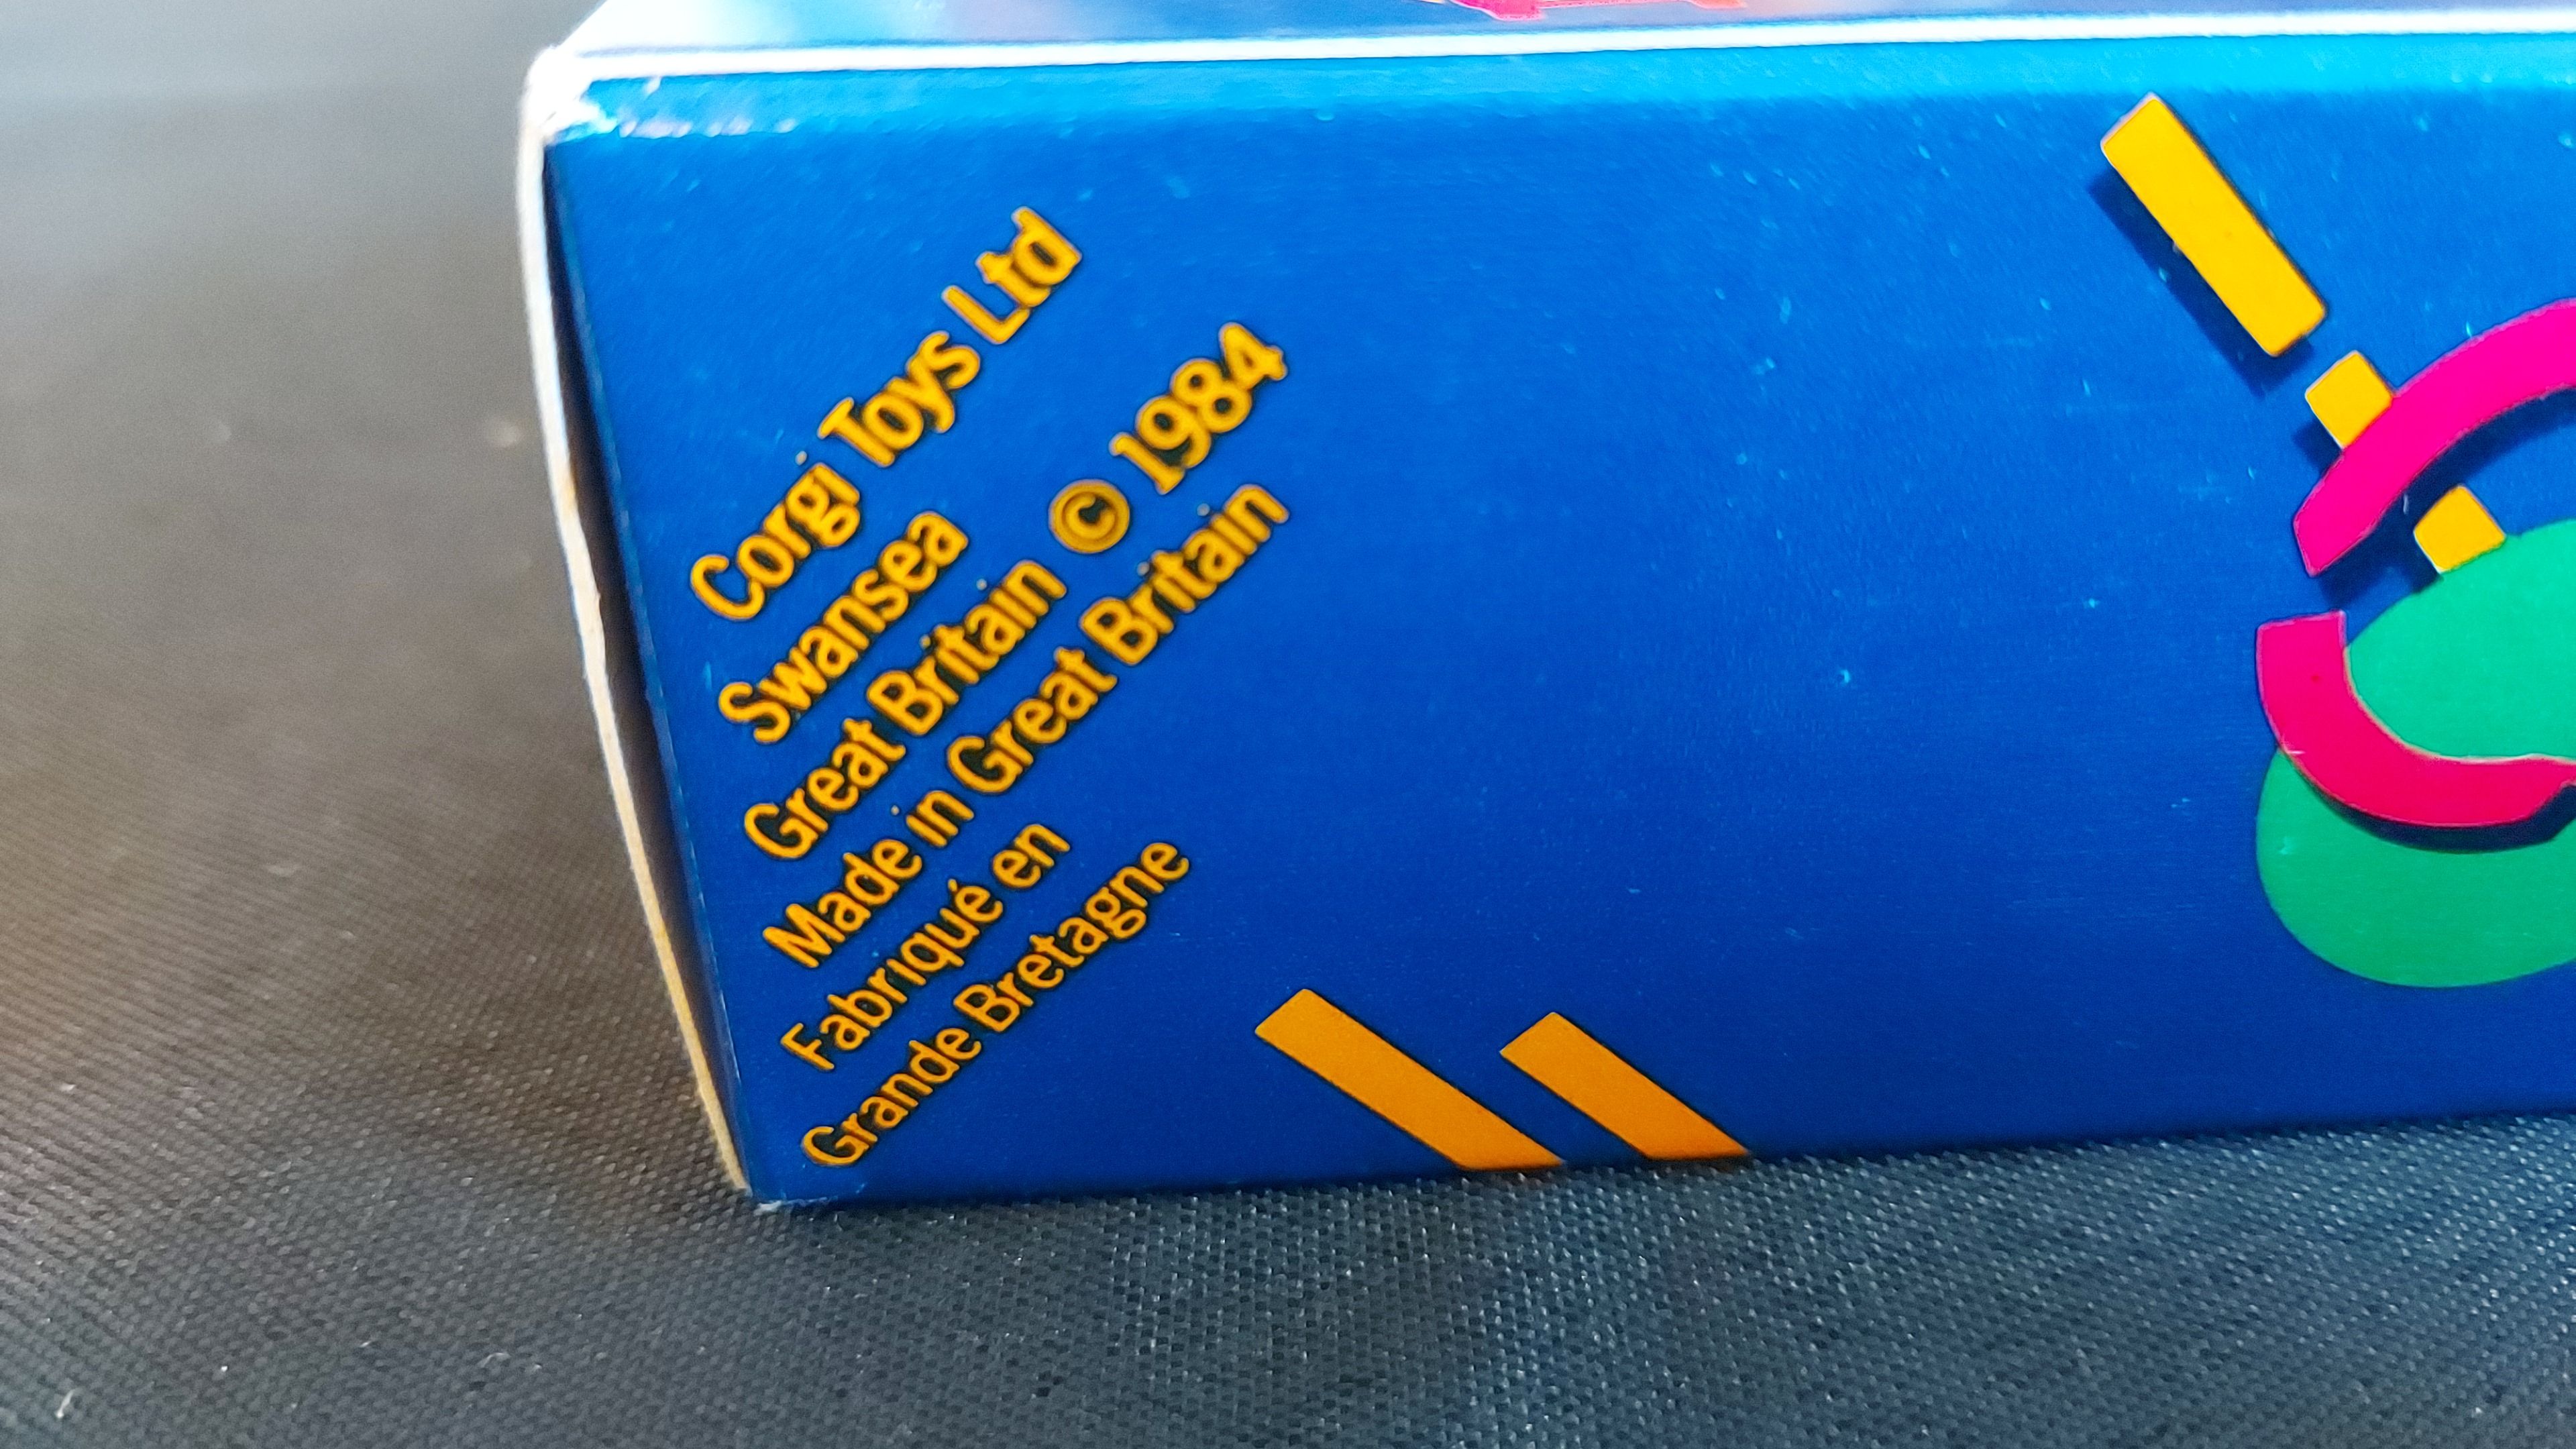 Corgi Toys Ltd
Swansea
Great Britain © 1984
Made in Great Britain
Fabriqué en
Grande Bretagne